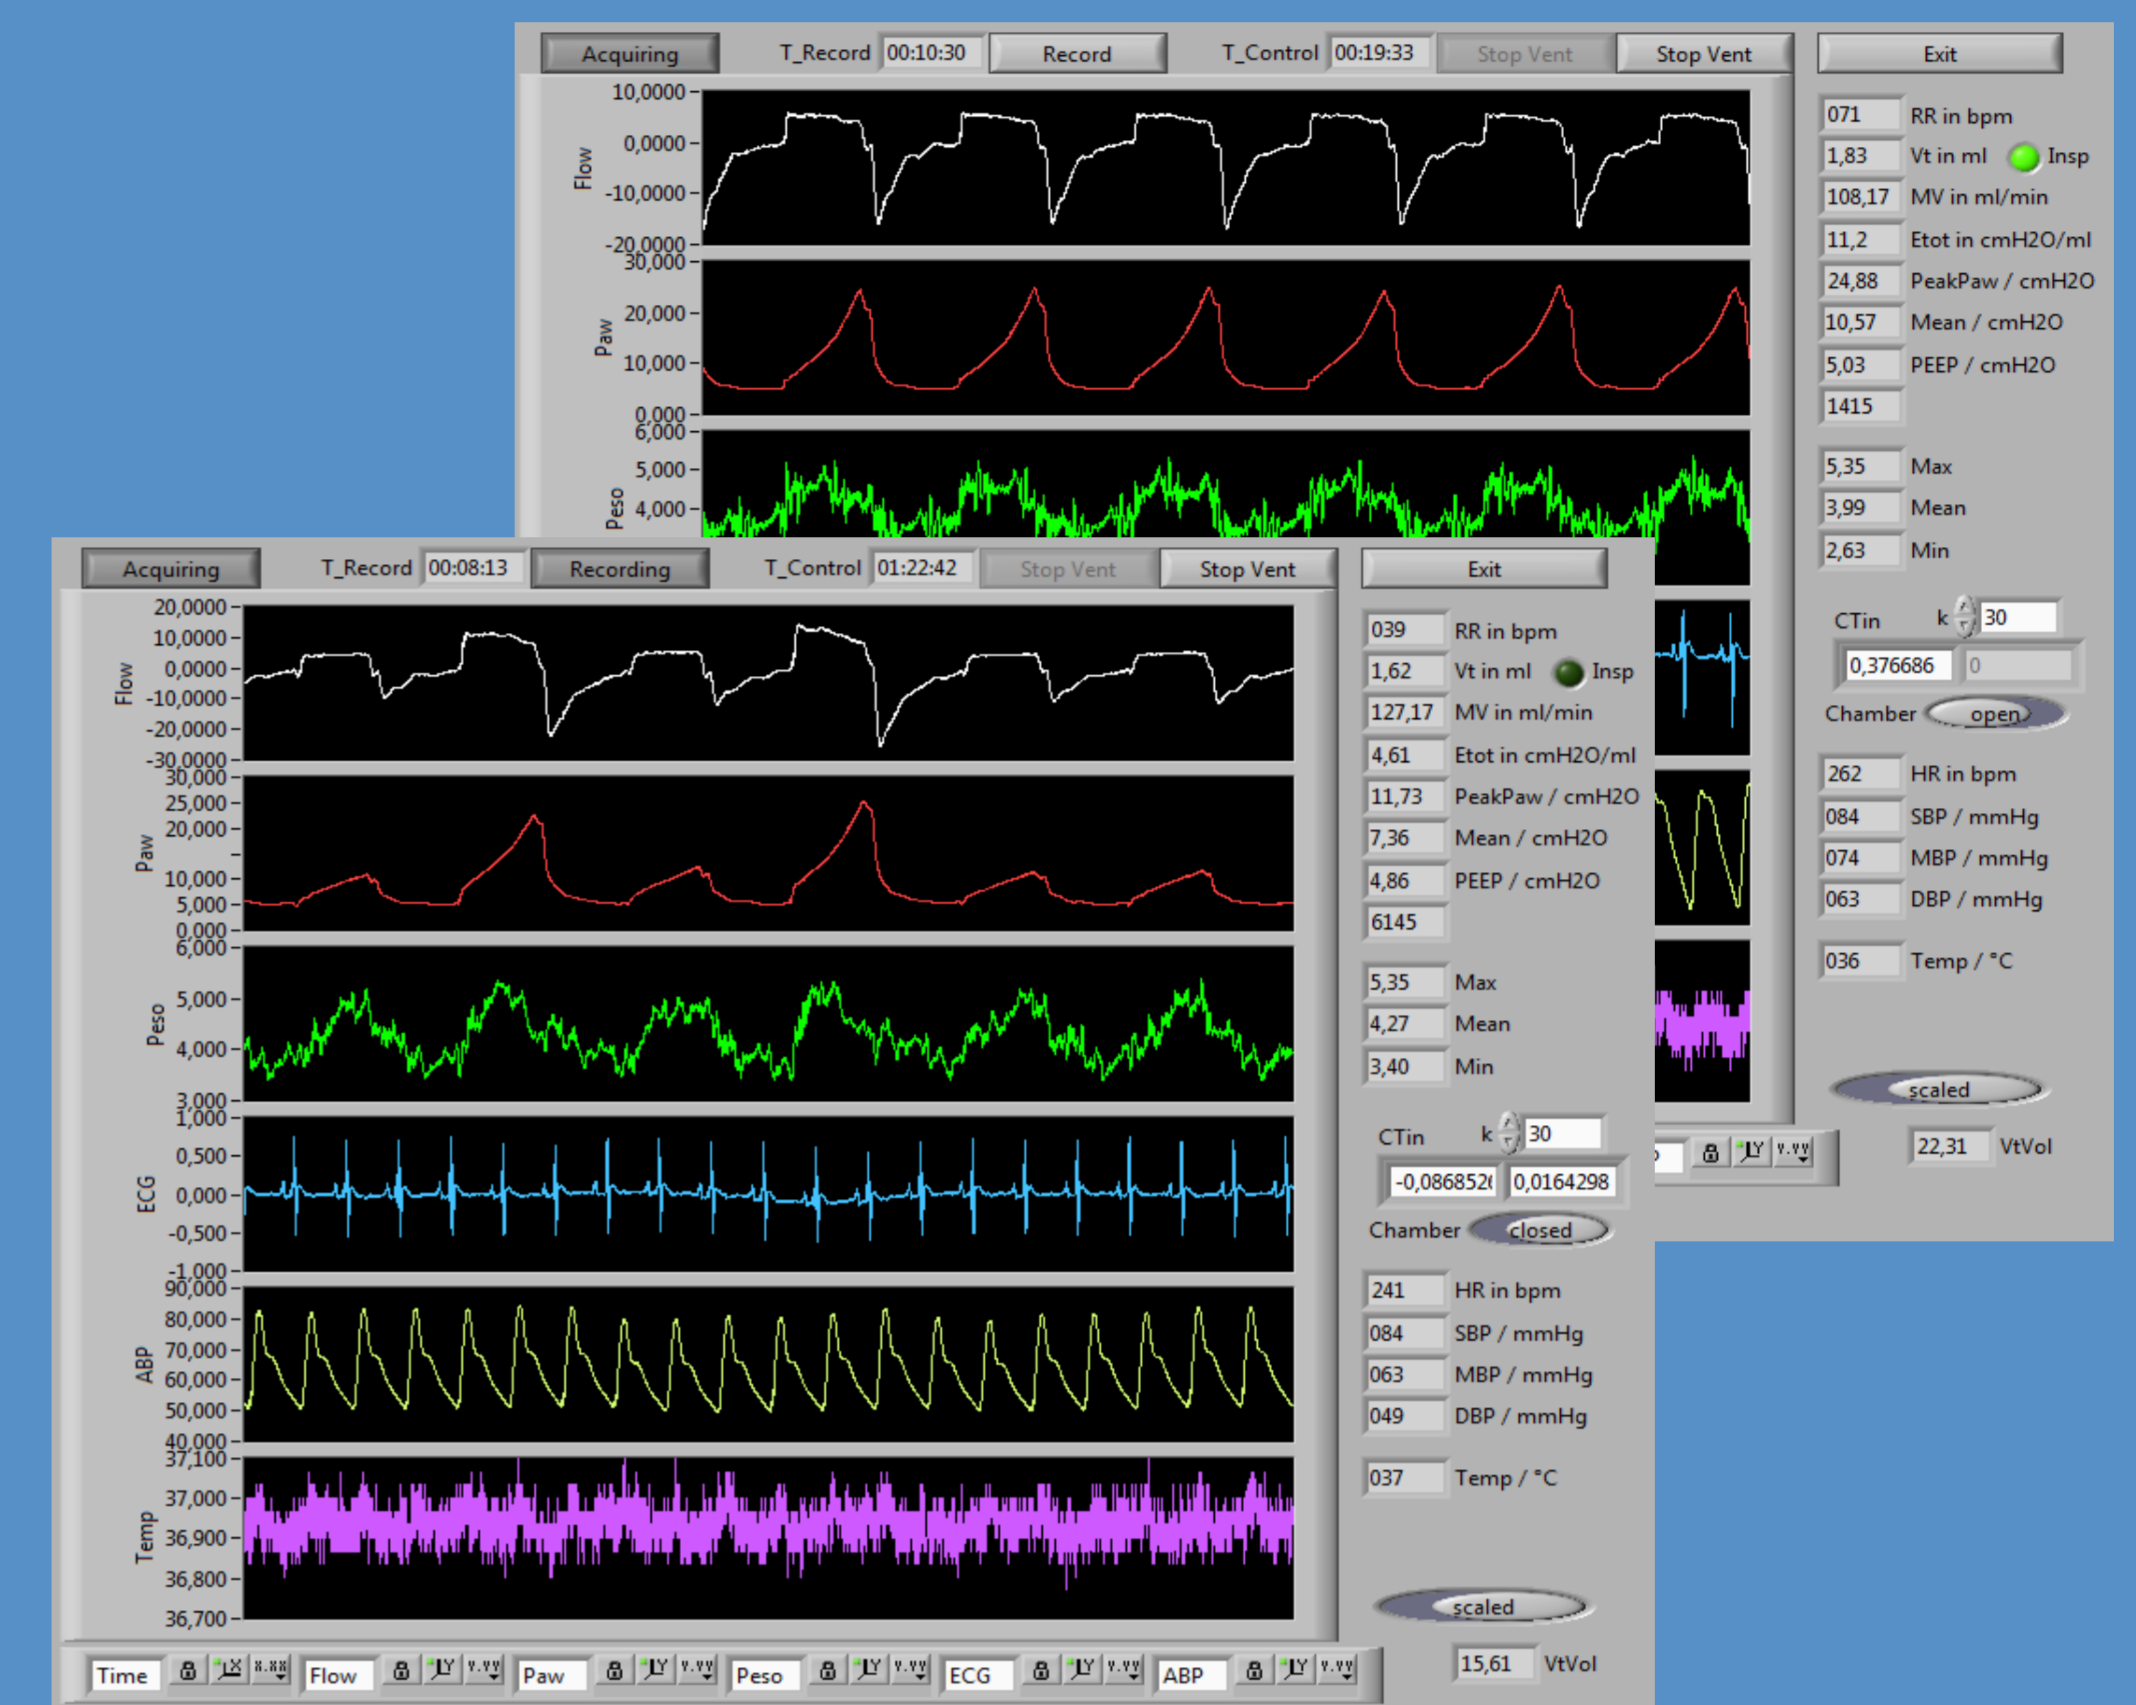 Acquiring T_Record 00:10:30 Record T_Control 00:19:33 Stop Vent Stop Vent Exit
10,0000
0,0000
-10,0000
-20,0000
Flow
30,000
20,000
10,000
0,000
Paw
6,000
5,000
4,000
Peso
071 RR in bpm
1,83 Vt in ml Insp
108,17 MV in ml/min
11,2 Etot in cmH2O/ml
24,88 PeakPaw / cmH2O
10,57 Mean / cmH2O
5,03 PEEP / cmH2O
1415
5,35 Max
3,99 Mean
2,63 Min
CTin k 30
0,376686 0
Chamber open
262 HR in bpm
084 SBP / mmHg
074 MBP / mmHg
063 DBP / mmHg
036 Temp / °C
scaled
22,31 VtVol
Y.YY
Acquiring T_Record 00:08:13 Recording T_Control 01:22:42 Stop Vent Stop Vent Exit
20,0000
10,0000
0,0000
-10,0000
-20,0000
-30,0000
Flow
30,000
25,000
20,000
10,000
5,000
0,000
Paw
6,000
5,000
4,000
3,000
Peso
1,000
0,500
0,000
-0,500
-1,000
ECG
90,000
80,000
70,000
60,000
50,000
40,000
ABP
37,100
37,000
36,900
36,800
36,700
Temp
039 RR in bpm
1,62 Vt in ml Insp
127,17 MV in ml/min
4,61 Etot in cmH2O/ml
11,73 PeakPaw / cmH2O
7,36 Mean / cmH2O
4,86 PEEP / cmH2O
6145
5,35 Max
4,27 Mean
3,40 Min
CTin k 30
-0,086852 0,0164298
Chamber closed
241 HR in bpm
084 SBP / mmHg
063 MBP / mmHg
049 DBP / mmHg
037 Temp / °C
scaled
15,61 VtVol
Time X X.XX Flow Y Y.YY Paw Y Y.YY Peso Y Y.YY ECG Y Y.YY ABP Y Y.YY